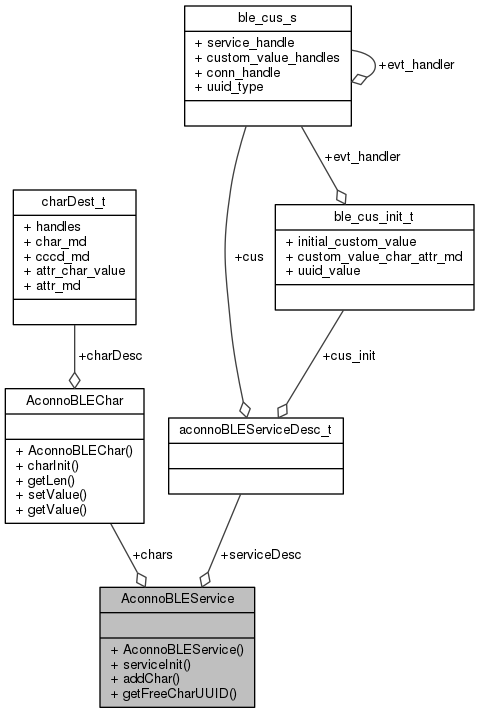 ble_cus_s
+ service_handle
+ custom_value_handles
+ conn_handle
+ uuid_type
+evt_handler
+evt_handler
charDest_t
+ handles
+ char_md
+ cccd_md
+ attr_char_value
+ attr_md
ble_cus_init_t
+ initial_custom_value
+ custom_value_char_attr_md
+ uuid_value
+cus
+charDesc
+cus_init
AconnoBLEChar
+ AconnoBLEChar()
+ charInit()
+ getLen()
+ setValue()
+ getValue()
aconnoBLEServiceDesc_t
+chars
+serviceDesc
AconnoBLEService
+ AconnoBLEService()
+ serviceInit()
+ addChar()
+ getFreeCharUUID()